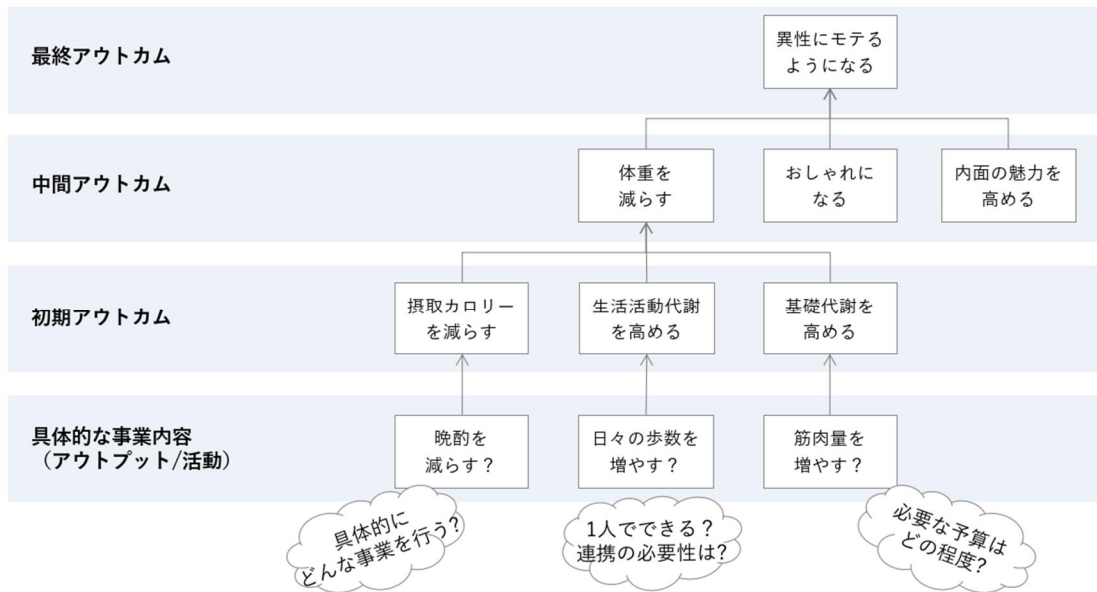 最終アウトカム
異性にモテる
ようになる
中間アウトカム
体重を
減らす
おしゃれに
なる
内面の魅力を
高める
初期アウトカム
摂取カロリー
を減らす
生活活動代謝
を高める
基礎代謝を
高める
具体的な事業内容
（アウトプット/活動）
晩酌を
減らす？
日々の歩数を
増やす？
筋肉量を
増やす？
具体的に
どんな事業を行う?
1人でできる？
連携の必要性は?
必要な予算は
どの程度?